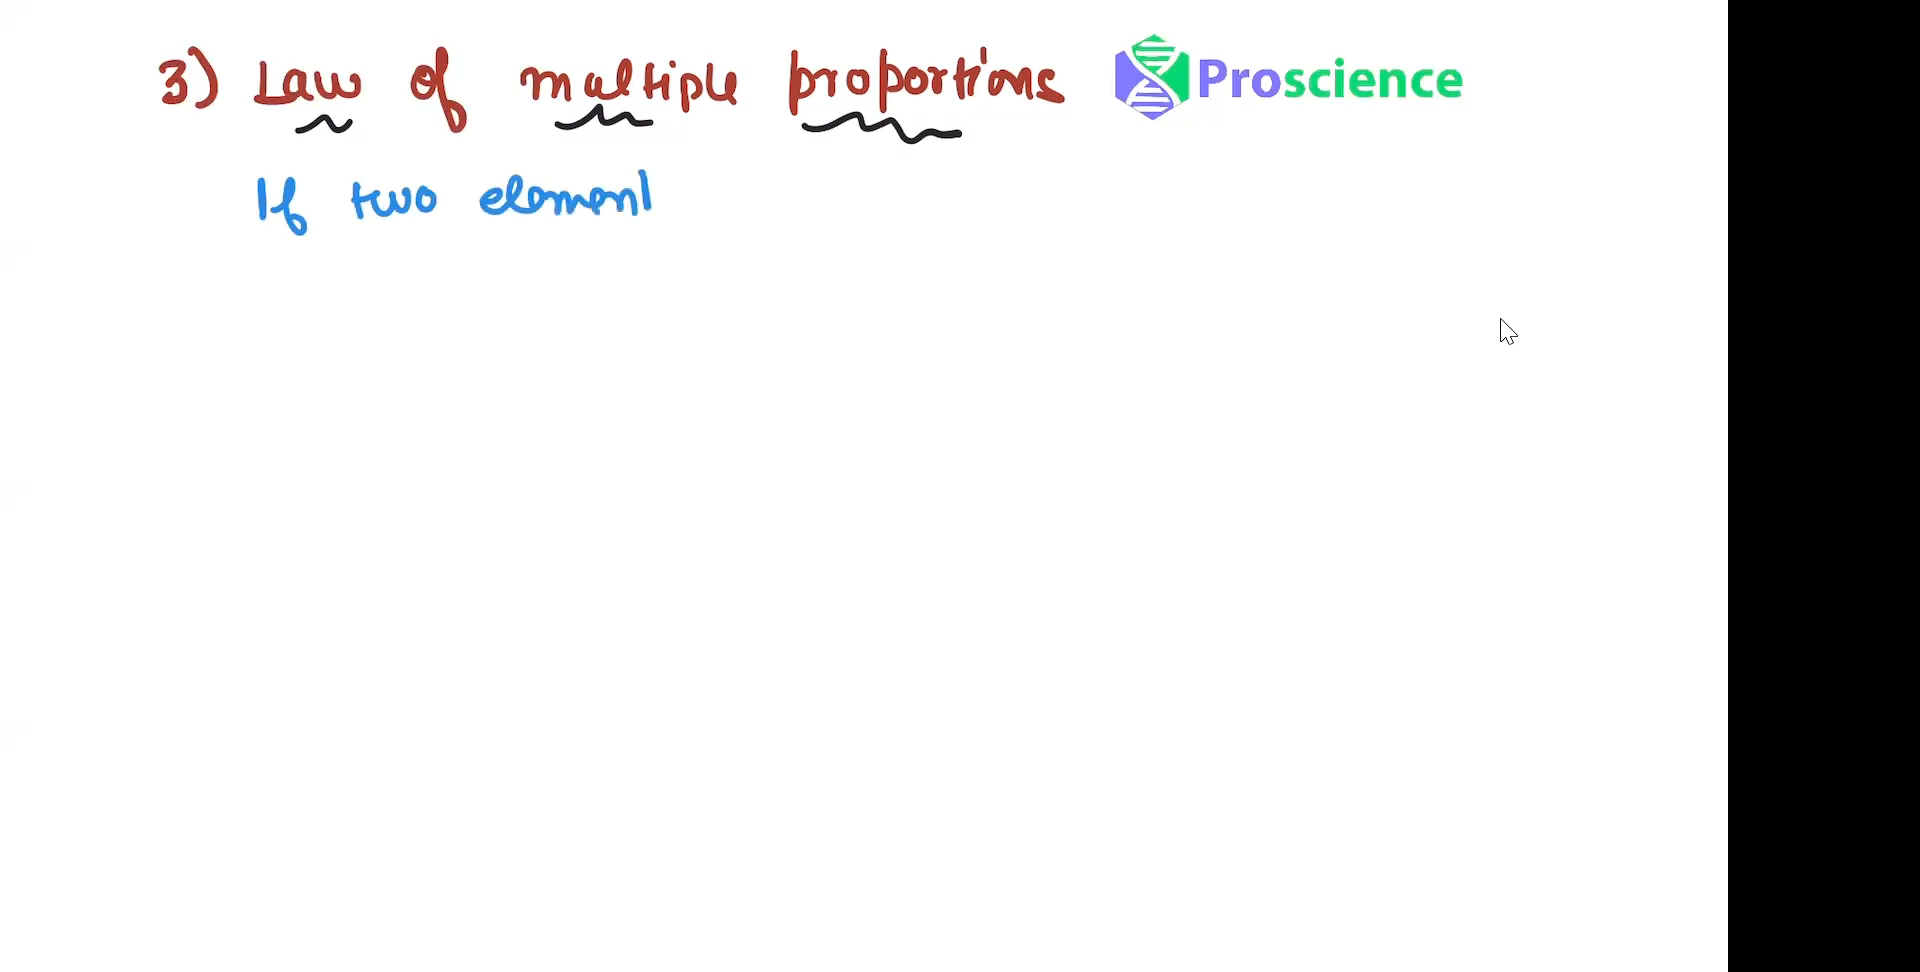 3) Law of multiple proportions Proscience
If two element